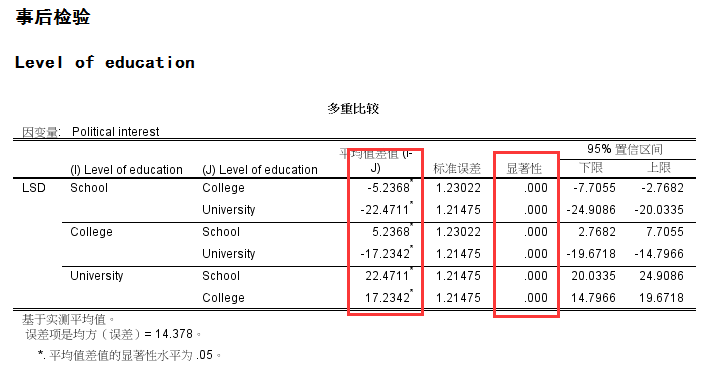 事后检验
Level of education
多重比较
因变量: Political interest
(I) Level of education (J) Level of education 平均值差值 (I-J) 标准误差 显著性 95% 置信区间 下限 上限
LSD School College -5.2368* 1.23022 .000 -7.7055 -2.7682
University -22.4711* 1.21475 .000 -24.9086 -20.0335
College School 5.2368* 1.23022 .000 2.7682 7.7055
University -17.2342* 1.21475 .000 -19.6718 -14.7966
University School 22.4711* 1.21475 .000 20.0335 24.9086
College 17.2342* 1.21475 .000 14.7966 19.6718
基于实测平均值。
误差项是均方（误差）= 14.378。
*. 平均值差值的显著性水平为 .05。